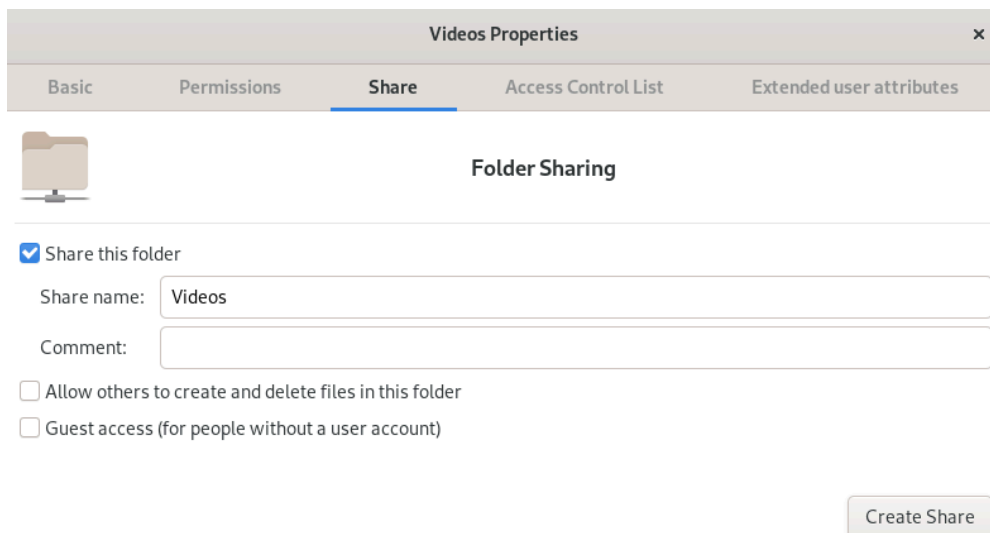 Videos Properties ×
Basic Permissions Share Access Control List Extended user attributes
Folder Sharing
Share this folder
Share name: Videos
Comment:
Allow others to create and delete files in this folder
Guest access (for people without a user account)
Create Share